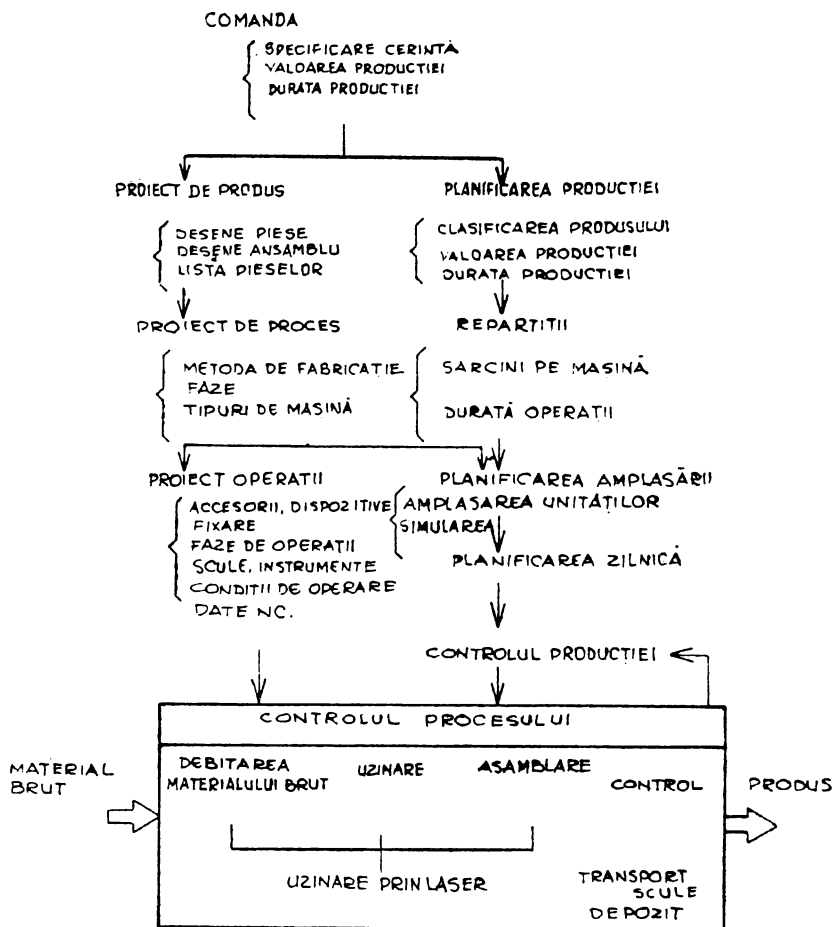 COMANDA
SPECIFICARE CERINTĂ
VALOAREA PRODUCTIEI
DURATA PRODUCTIEI
PROIECT DE PRODUS
PLANIFICAREA PRODUCTIEI
DESENE PIESE
DESENE ANSAMBLU
LISTA PIESELOR
CLASIFICAREA PRODUSULUI
VALOAREA PRODUCTIEI
DURATA PRODUCTIEI
PROIECT DE PROCES
REPARTITII
METODA DE FABRICATIE
FAZE
TIPURI DE MASINĂ
SARCINI PE MASINĂ
DURATĂ OPERATII
PROIECT OPERATII
PLANIFICAREA AMPLASĂRII
ACCESORII, DISPOZITIVE
FIXARE
FAZE DE OPERATII
SCULE, INSTRUMENTE
CONDITII DE OPERARE
DATE NC.
AMPLASAREA UNITĂȚILOR
SIMULAREA
PLANIFICAREA ZILNICĂ
CONTROLUL PRODUCȚIEI
CONTROLUL PROCESULUI
MATERIAL
BRUT
DEBITAREA
MATERIALULUI BRUT
UZINARE
ASAMBLARE
CONTROL
PRODUS
UZINARE PRIN LASER
TRANSPORT
SCULE
DEPOZIT